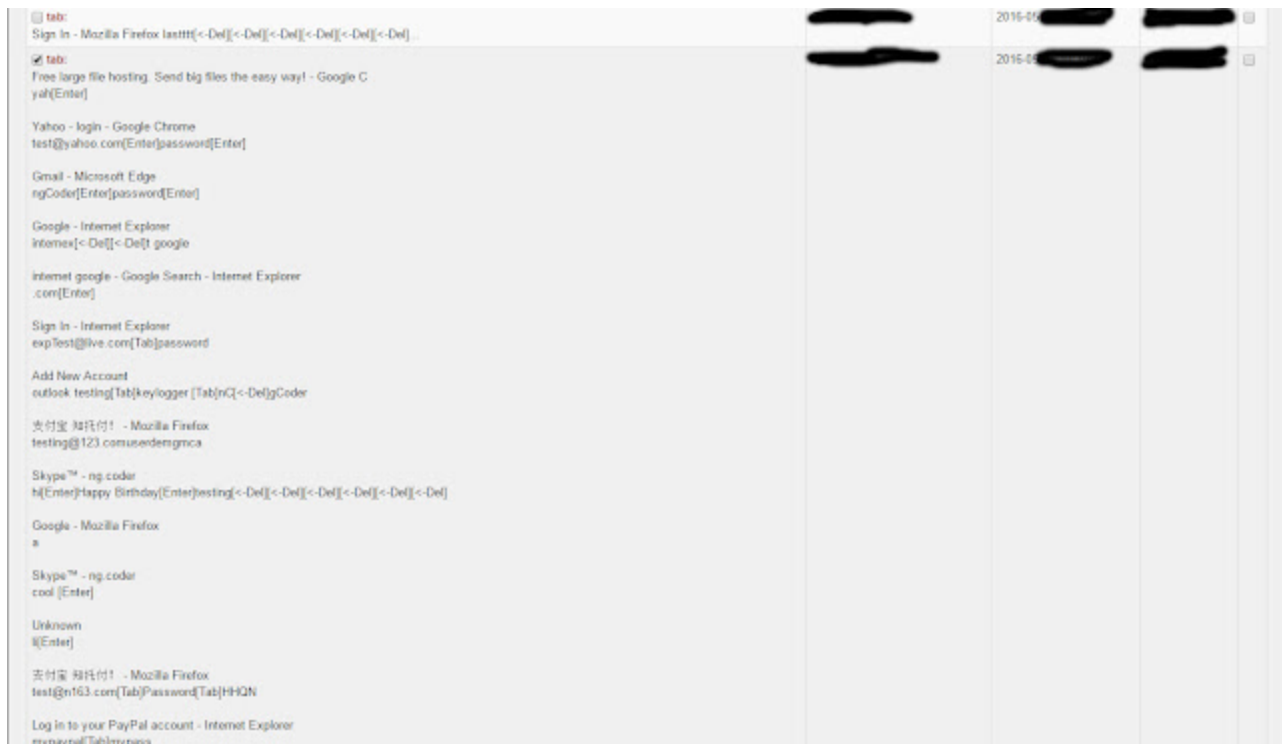 tab:
2016-05
Sign In - Mozilla Firefox lastttt[<-Del][<-Del][<-Del][<-Del][<-Del][<-Del]...
tab:
2016-05
Free large file hosting. Send big files the easy way! - Google C
yah[Enter]
Yahoo - login - Google Chrome
test@yahoo.com[Enter]password[Enter]
Gmail - Microsoft Edge
ngCoder[Enter]password[Enter]
Google - Internet Explorer
internex[<-Del][<-Del]t google
internet google - Google Search - Internet Explorer
.com[Enter]
Sign In - Internet Explorer
expTest@live.com[Tab]password
Add New Account
outlook testing[Tab]keylogger [Tab]nC[<-Del]gCoder
支付宝 知托付！ - Mozilla Firefox
testing@123.comuserdemgmca
Skype™ - ng.coder
hi[Enter]Happy Birthday[Enter]testing[<-Del][<-Del][<-Del][<-Del][<-Del][<-Del]
Google - Mozilla Firefox
a
Skype™ - ng.coder
cool [Enter]
Unknown
[Enter]
支付宝 知托付！ - Mozilla Firefox
test@n163.com[Tab]Password[Tab]HHQN
Log in to your PayPal account - Internet Explorer
mypaypal[Tab]mypass